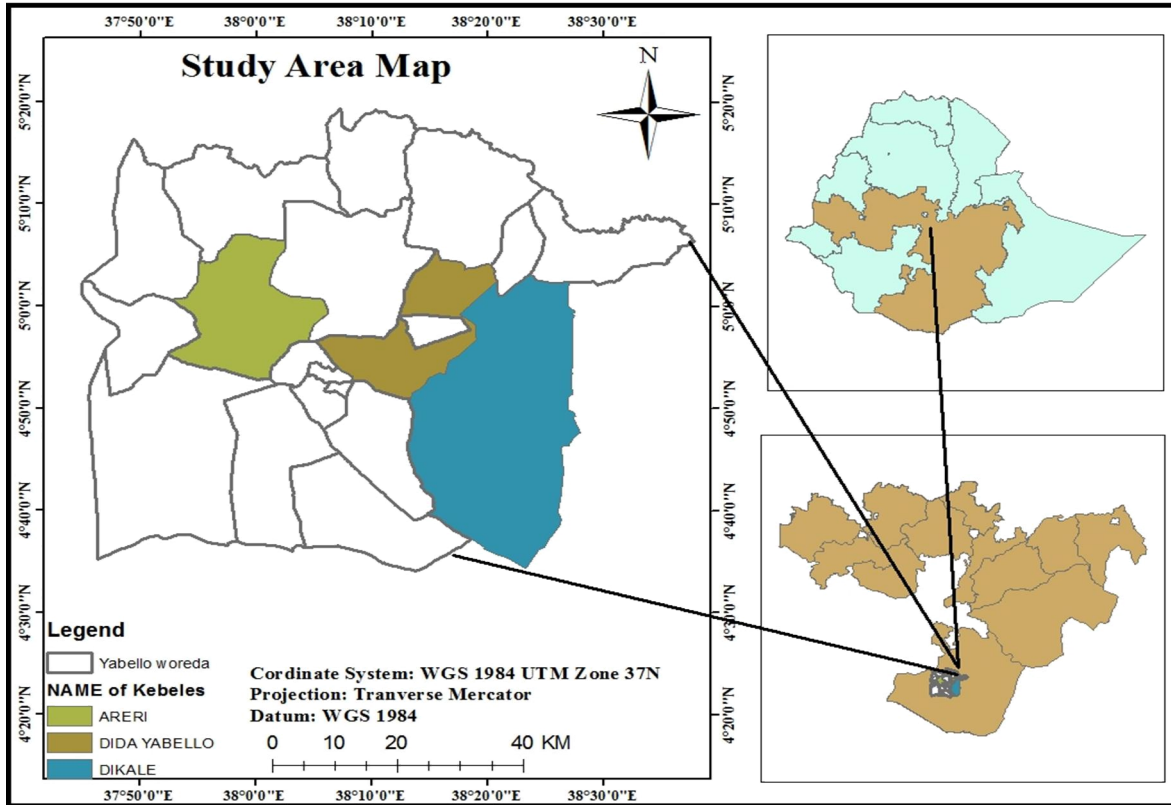 37°50'0"E 38°0'0"E 38°10'0"E 38°20'0"E 38°30'0"E
Study Area Map
N
5°20'0"N 5°20'0"N
5°10'0"N 5°10'0"N
5°0'0"N 5°0'0"N
4°50'0"N 4°50'0"N
4°40'0"N 4°40'0"N
4°30'0"N 4°30'0"N
4°20'0"N 4°20'0"N
Legend
Yabello woreda
NAME of Kebeles
ARERI
DIDA YABELLO
DIKALE
Cordinate System: WGS 1984 UTM Zone 37N
Projection: Tranverse Mercator
Datum: WGS 1984
0 10 20 40 KM
37°50'0"E 38°0'0"E 38°10'0"E 38°20'0"E 38°30'0"E